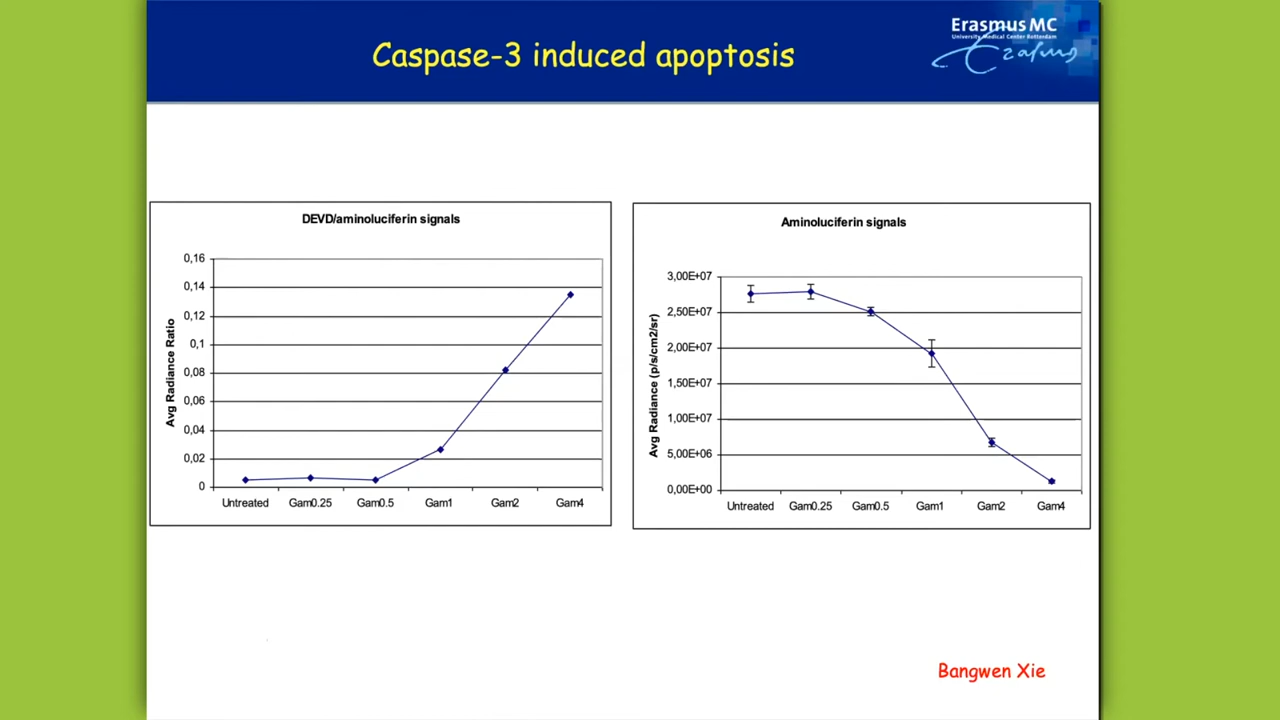 Caspase-3 induced apoptosis
Erasmus MC
University Medical Center Rotterdam
Erasmus
DEVD/aminoluciferin signals
Avg Radiance Ratio
0,16
0,14
0,12
0,1
0,08
0,06
0,04
0,02
0
Untreated Gam0.25 Gam0.5 Gam1 Gam2 Gam4
Aminoluciferin signals
Avg Radiance (p/s/cm2/sr)
3,00E+07
2,50E+07
2,00E+07
1,50E+07
1,00E+07
5,00E+06
0,00E+00
Untreated Gam0.25 Gam0.5 Gam1 Gam2 Gam4
Bangwen Xie